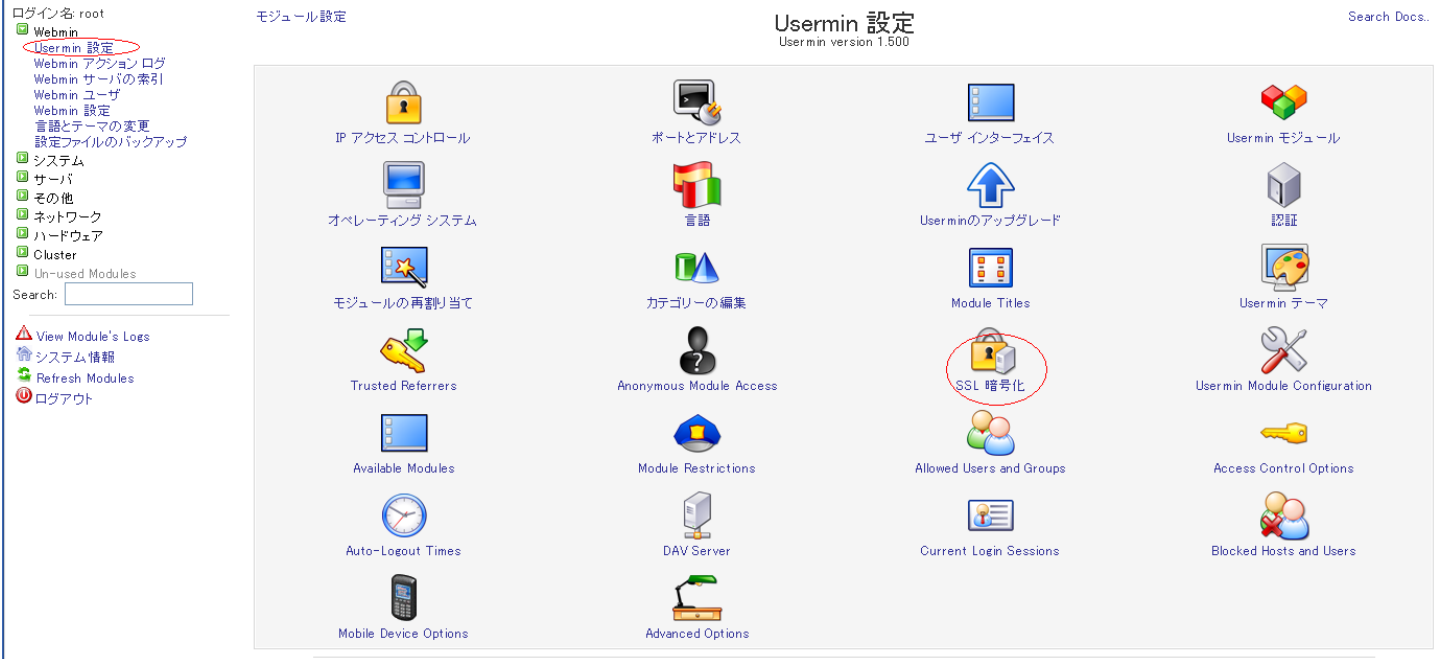 ログイン名: root
Webmin
Usermin 設定
Webmin アクション ログ
Webmin サーバの索引
Webmin ユーザ
Webmin 設定
言語とテーマの変更
設定ファイルのバックアップ
システム
サーバ
その他
ネットワーク
ハードウェア
Cluster
Un-used Modules
Search:
View Module's Logs
システム情報
Refresh Modules
ログアウト
モジュール設定
Usermin 設定
Usermin version 1.500
Search Docs..
IP アクセス コントロール
ポートとアドレス
ユーザ インターフェイス
Usermin モジュール
オペレーティング システム
言語
Userminのアップグレード
認証
モジュールの再割り当て
カテゴリーの編集
Module Titles
Usermin テーマ
Trusted Referrers
Anonymous Module Access
SSL 暗号化
Usermin Module Configuration
Available Modules
Module Restrictions
Allowed Users and Groups
Access Control Options
Auto-Logout Times
DAV Server
Current Login Sessions
Blocked Hosts and Users
Mobile Device Options
Advanced Options